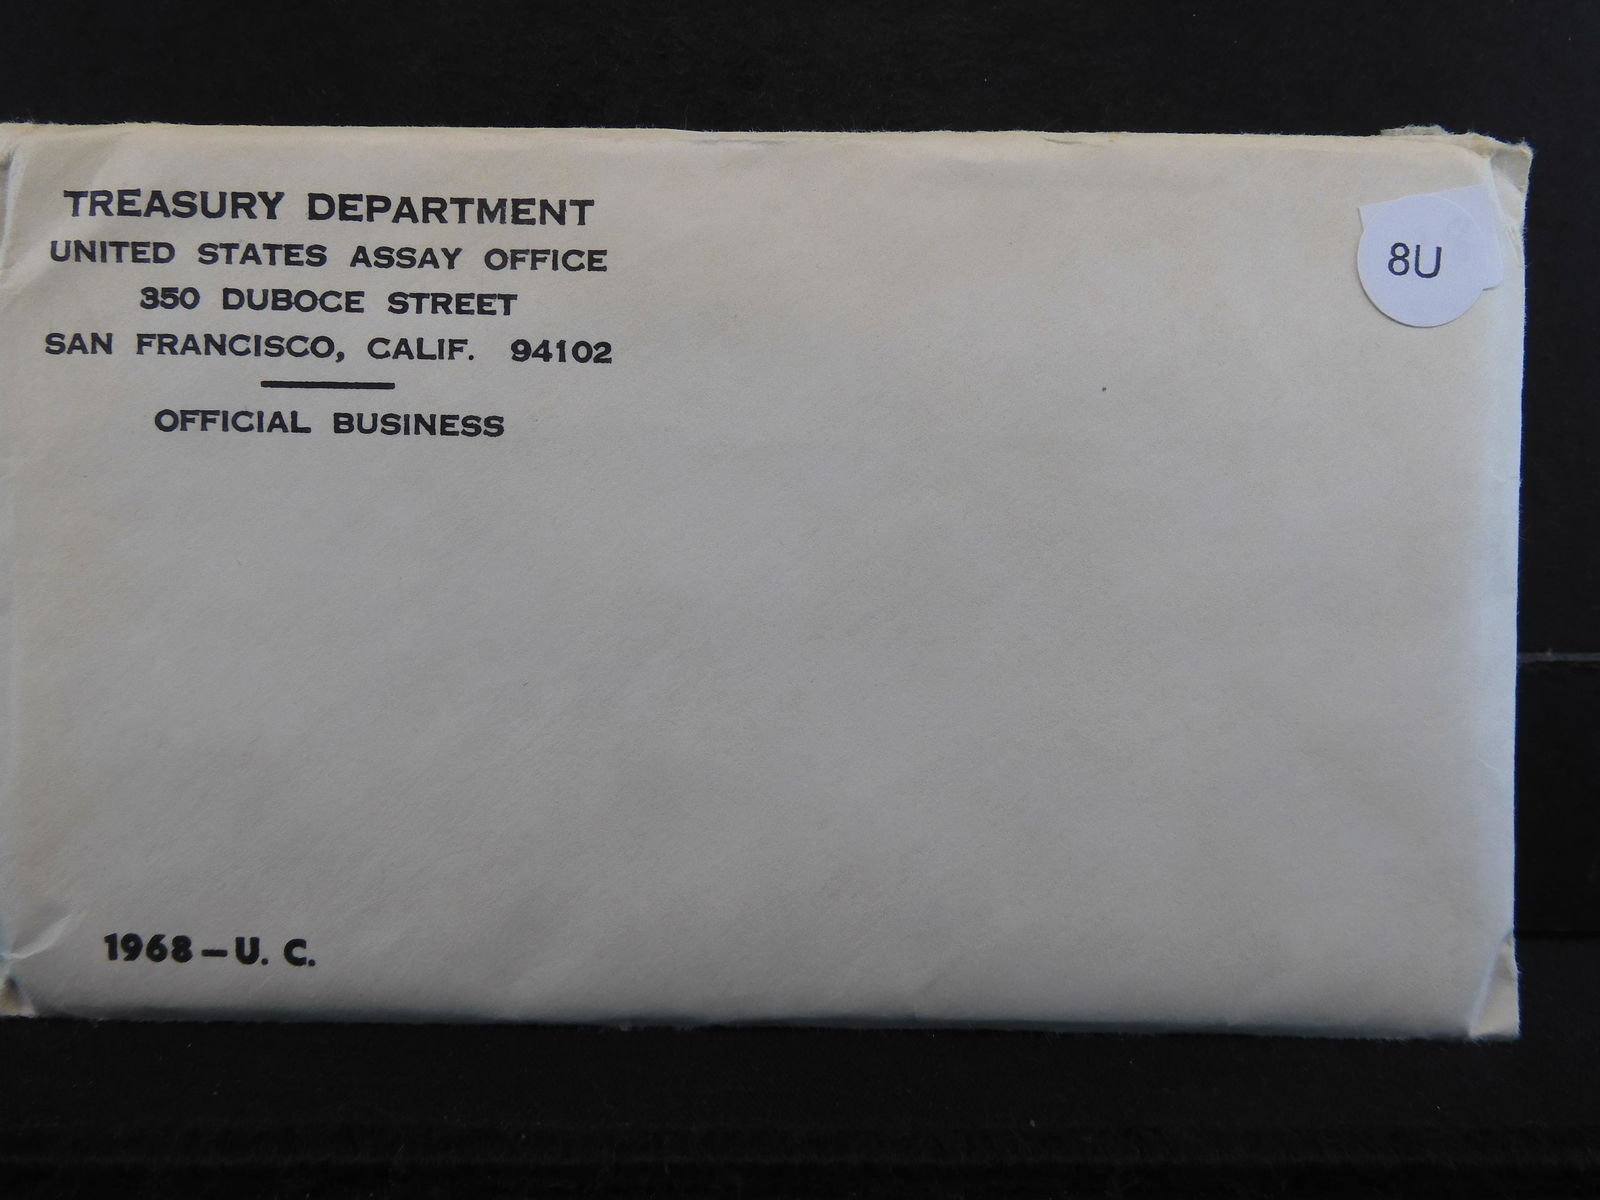 TREASURY DEPARTMENT
UNITED STATES ASSAY OFFICE
350 DUBOCE STREET
SAN FRANCISCO, CALIF. 94102
OFFICIAL BUSINESS
8U
1968-U. C.